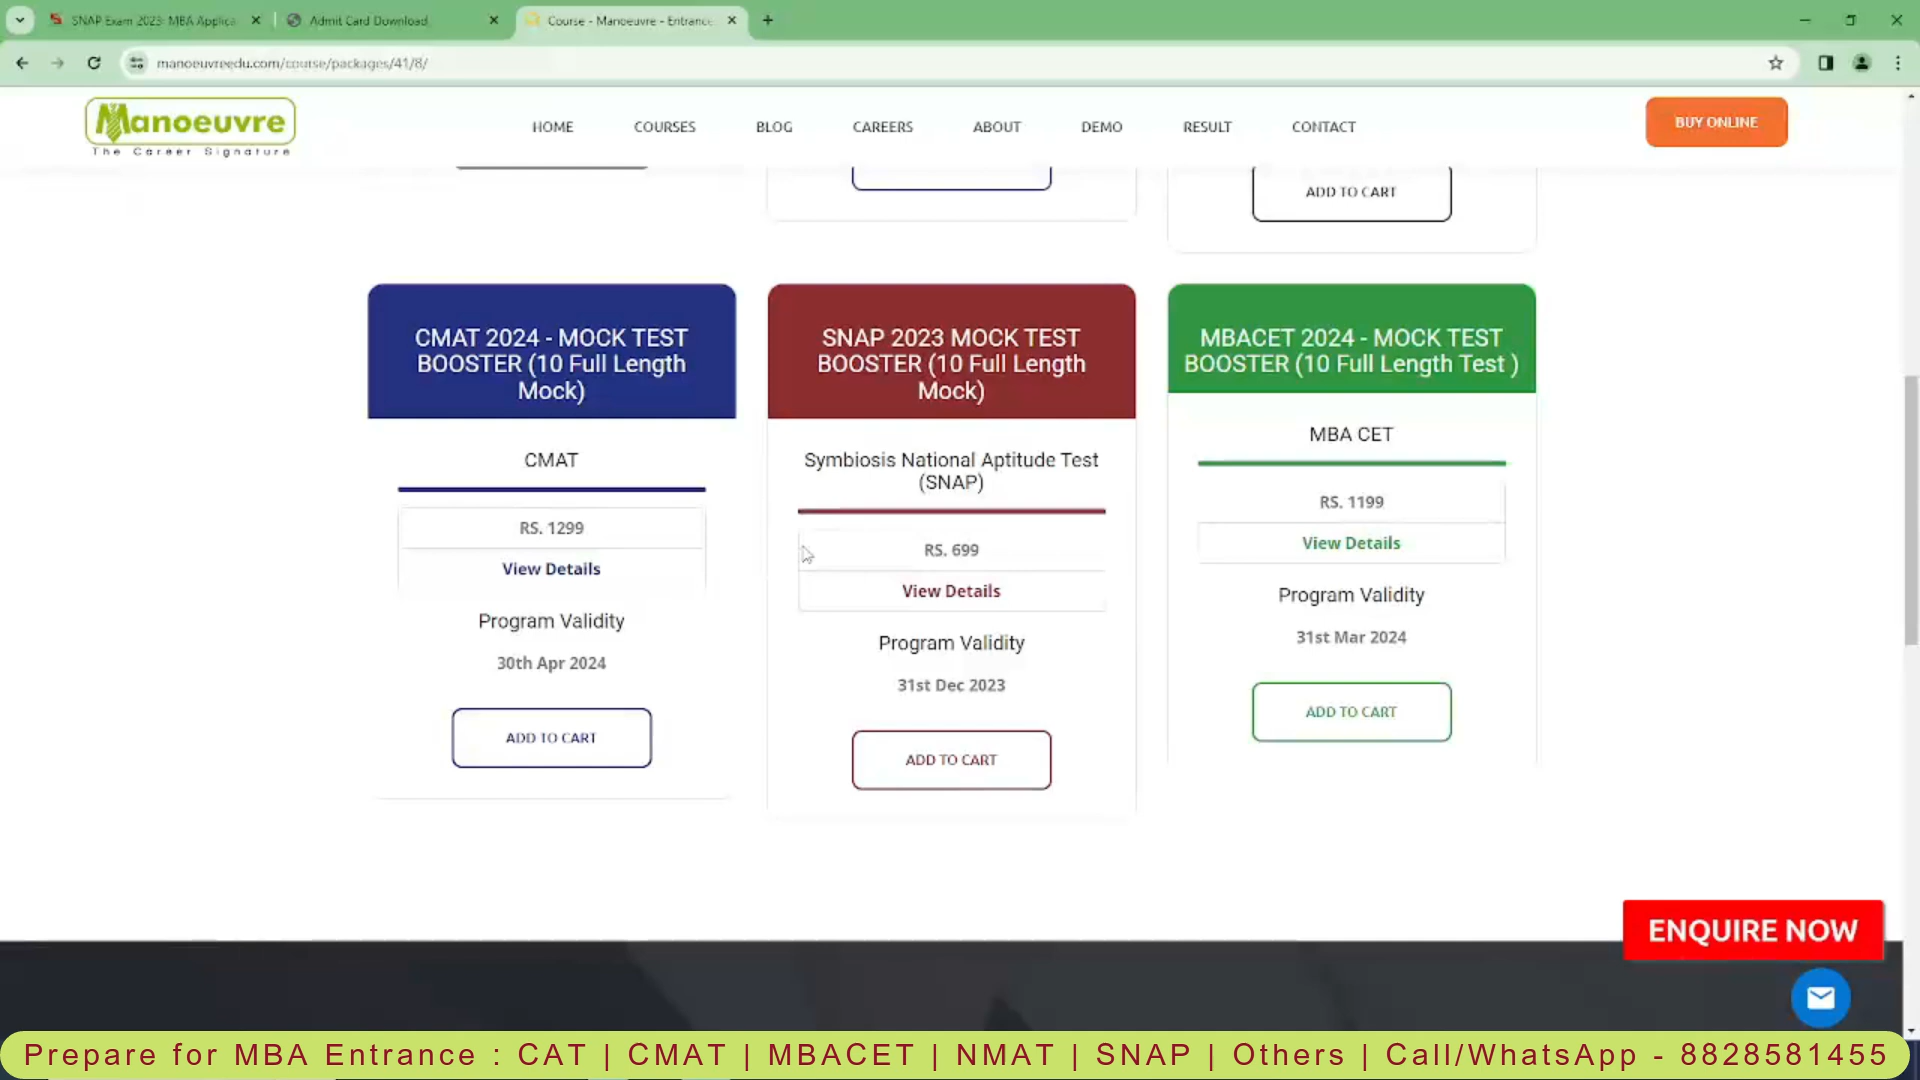 SNAP Exam 2023: MBA Applica
Admit Card Download
Course - Manoeuvre - Entrance
manoeuvreedu.com/course/packages/41/8/
Manoeuvre
The Career Signature
HOME
COURSES
BLOG
CAREERS
ABOUT
DEMO
RESULT
CONTACT
BUY ONLINE
ADD TO CART
CMAT 2024 - MOCK TEST
BOOSTER (10 Full Length
Mock)
CMAT
RS. 1299
View Details
Program Validity
30th Apr 2024
ADD TO CART
SNAP 2023 MOCK TEST
BOOSTER (10 Full Length
Mock)
Symbiosis National Aptitude Test
(SNAP)
RS. 699
View Details
Program Validity
31st Dec 2023
ADD TO CART
MBACET 2024 - MOCK TEST
BOOSTER (10 Full Length Test )
MBA CET
RS. 1199
View Details
Program Validity
31st Mar 2024
ADD TO CART
ENQUIRE NOW
Prepare for MBA Entrance : CAT | CMAT | MBACET | NMAT | SNAP | Others | Call/WhatsApp - 8828581455